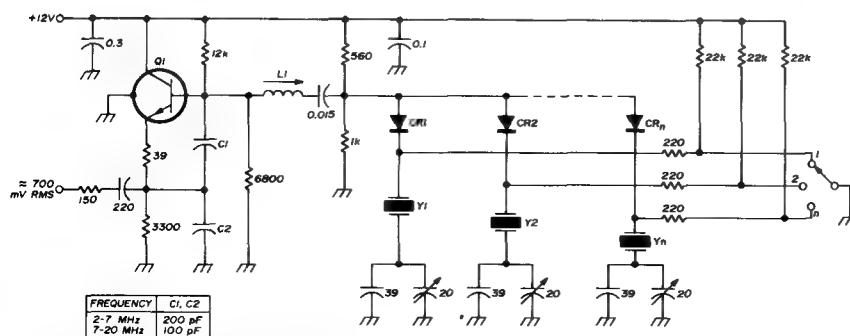 +12V
0.3
Q1
12k
L1
0.015
560
0.1
22k
22k
22k
1k
CR1
CR2
CRn
220
220
220
1
2
n
39
C1
6800
≈ 700
mV RMS
150
220
3300
C2
Y1
Y2
Yn
39
20
39
20
39
20
FREQUENCY C1, C2
2-7 MHz 200 pF
7-20 MHz 100 pF